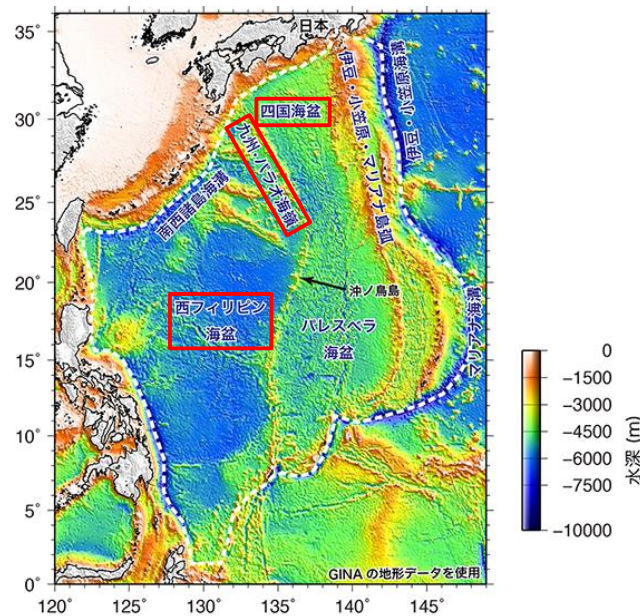 35°
30°
25°
20°
15°
10°
5°
0°
120°
125°
130°
135°
140°
145°
日本
四国海盆
九州・パラオ海嶺
南西諸島海溝
伊豆・小笠原・マリアナ島弧
伊豆・小笠原海溝
マリアナ海溝
沖ノ鳥島
西フィリピン
海盆
パレスベラ
海盆
GINA の地形データを使用
0
−1500
−3000
−4500
−6000
−7500
−10000
水深 (m)